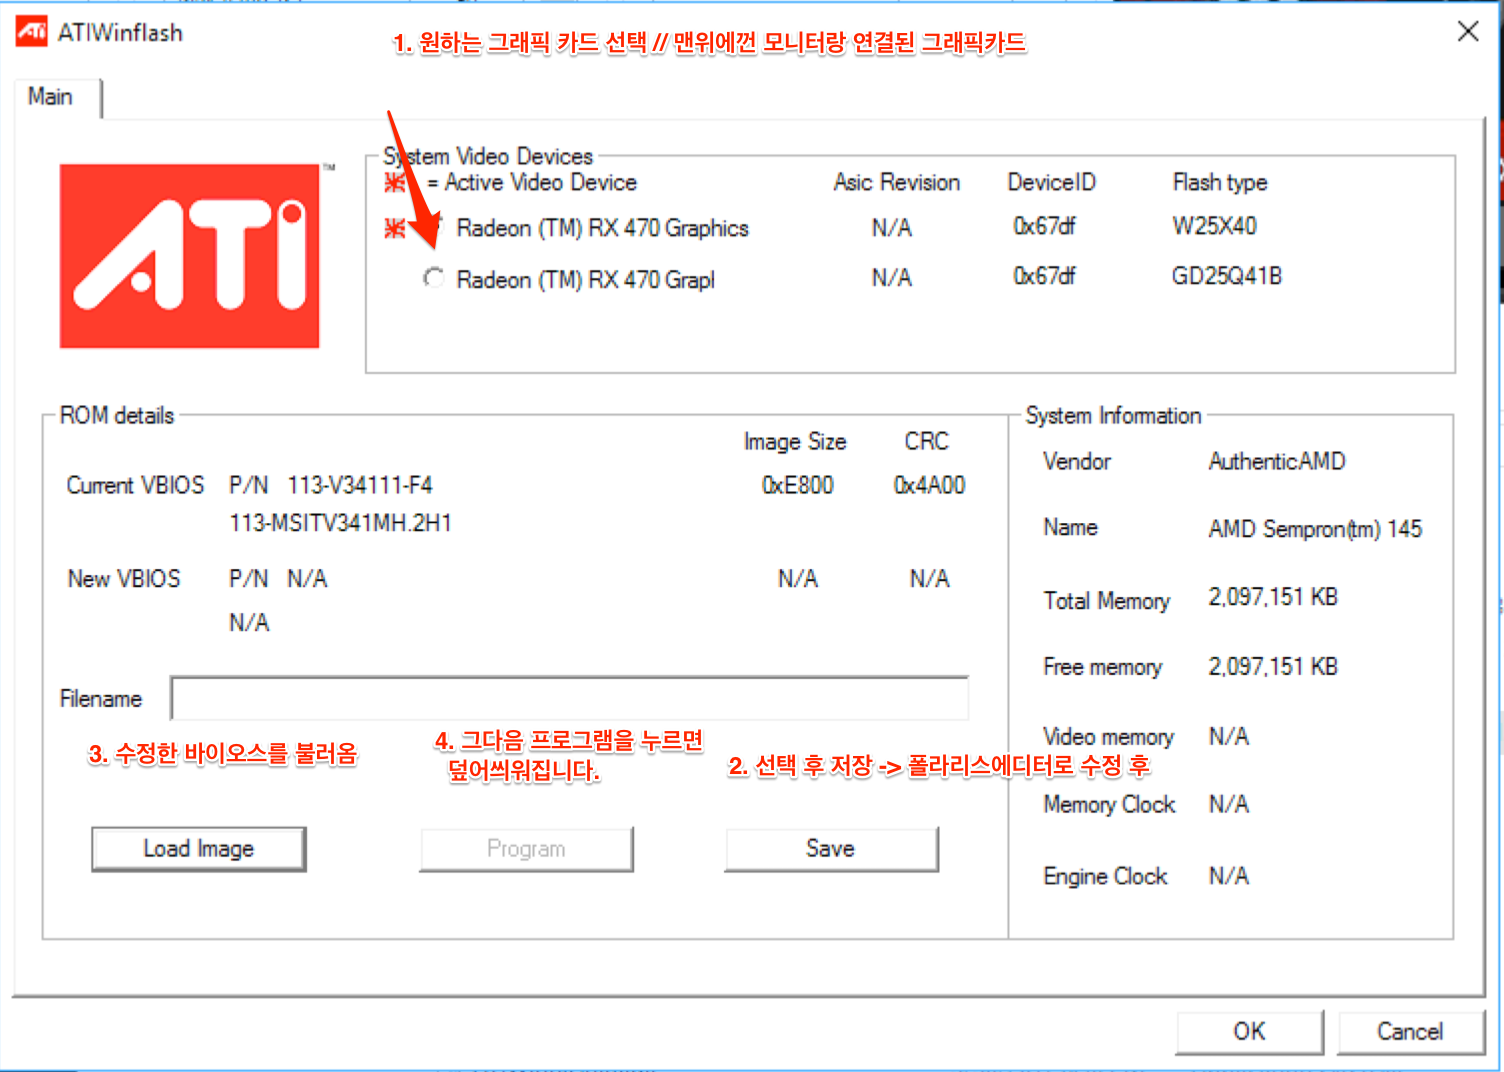 ATIWinflash
1. 원하는 그래픽 카드 선택 // 맨위에껀 모니터랑 연결된 그래픽카드
Main
ATI
TM
System Video Devices
= Active Video Device Asic Revision DeviceID Flash type
Radeon (TM) RX 470 Graphics N/A 0x67df W25X40
Radeon (TM) RX 470 Grapl N/A 0x67df GD25Q41B
ROM details
Image Size CRC
Current VBIOS P/N 113-V34111-F4 0xE800 0x4A00
113-MSITV341MH.2H1
New VBIOS P/N N/A N/A N/A
N/A
Filename
3. 수정한 바이오스를 불러옴
4. 그다음 프로그램을 누르면
덮어씌워집니다.
2. 선택 후 저장 -> 폴라리스에디터로 수정 후
Load Image Program Save
System Information
Vendor AuthenticAMD
Name AMD Sempron(tm) 145
Total Memory 2,097,151 KB
Free memory 2,097,151 KB
Video memory N/A
Memory Clock N/A
Engine Clock N/A
OK Cancel